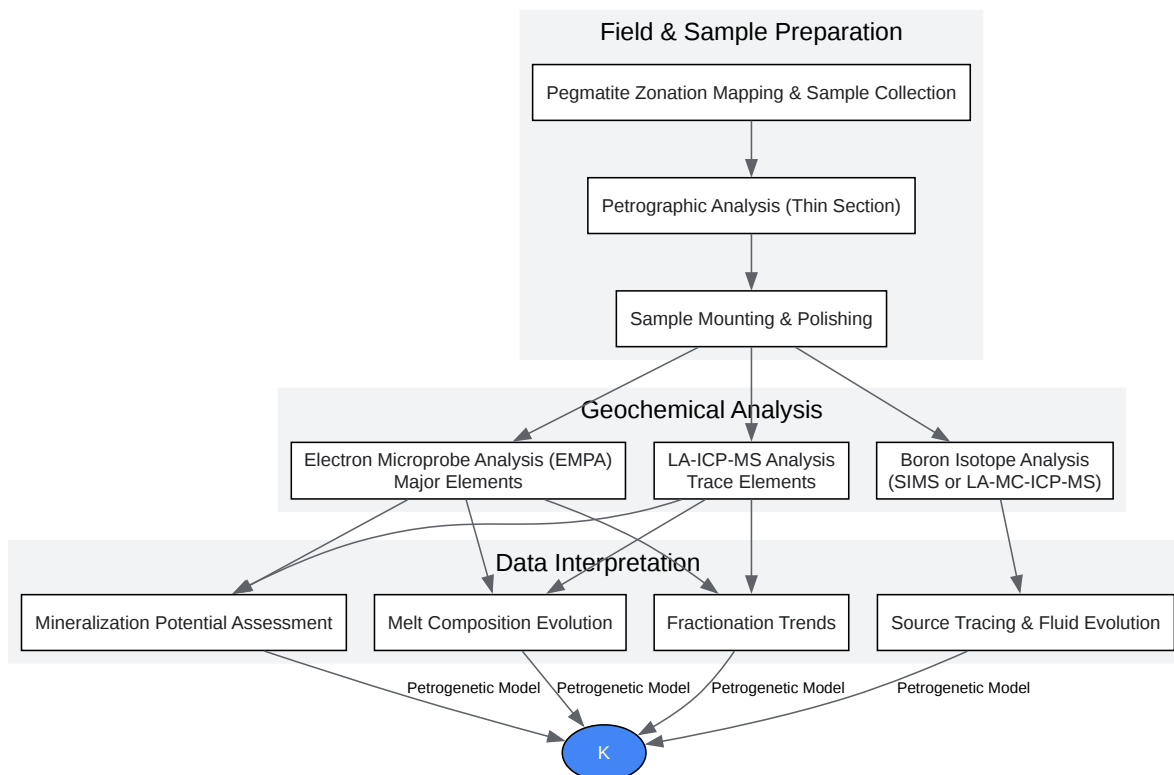 Field & Sample Preparation
Pegmatite Zonation Mapping & Sample Collection
Petrographic Analysis (Thin Section)
Sample Mounting & Polishing
Geochemical Analysis
Electron Microprobe Analysis (EMPA)
Major Elements
LA-ICP-MS Analysis
Trace Elements
Boron Isotope Analysis
(SIMS or LA-MC-ICP-MS)
Data Interpretation
Mineralization Potential Assessment
Melt Composition Evolution
Fractionation Trends
Source Tracing & Fluid Evolution
Petrogenetic Model
Petrogenetic Model
Petrogenetic Model
Petrogenetic Model
K